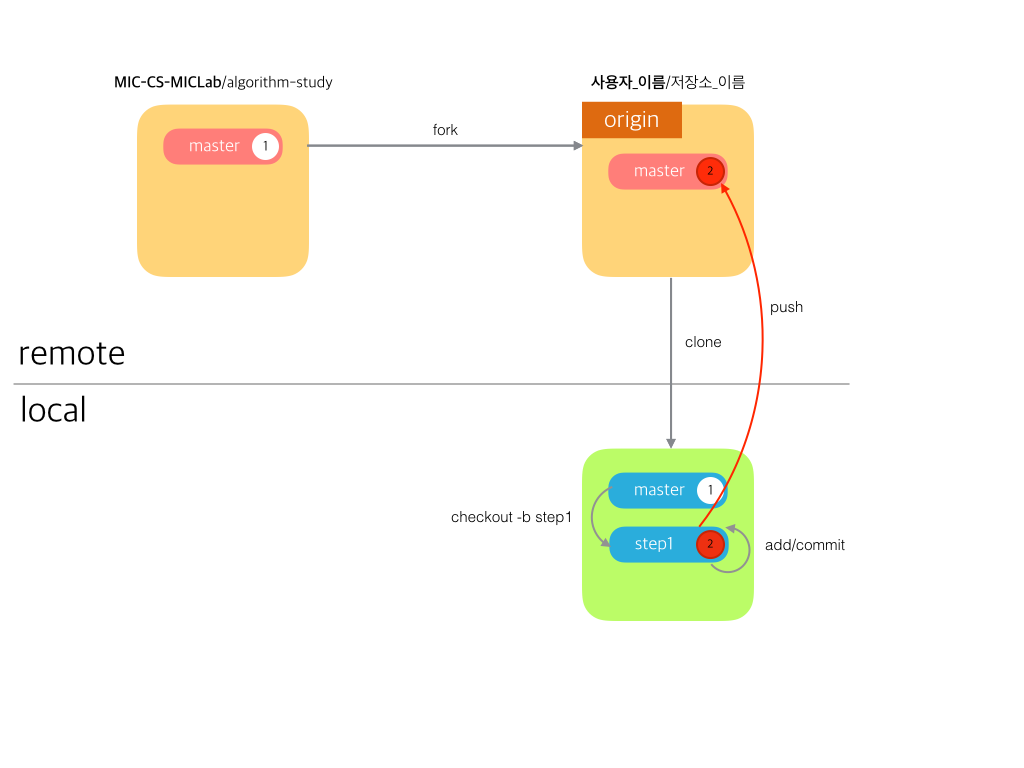 MIC-CS-MICLab/algorithm-study
사용자_이름/저장소_이름
origin
fork
master 1
master 2
push
clone
remote
local
master 1
checkout -b step1
step1 2
add/commit